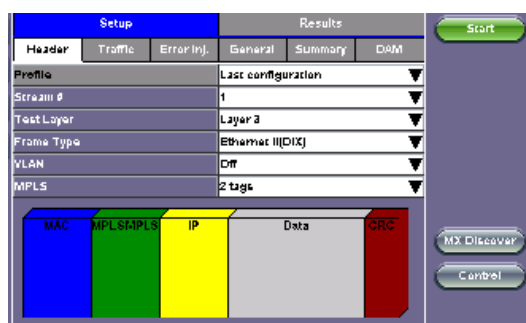 Setup Results
Start
Header Traffic Error Inj. General Summary DAM
Profile Last configuration
Stream # 1
Test Layer Layer 3
Frame Type Ethernet II(DIX)
VLAN Off
MPLS 2 tags
MAC MPLS MPLS IP Data CRC
MX Discover
Control